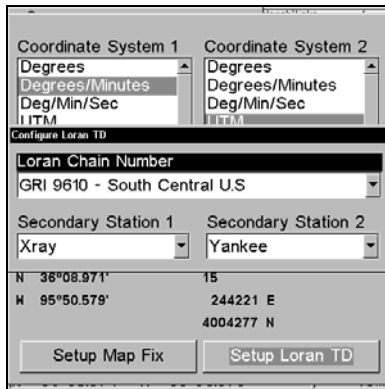 Coordinate System 1 Coordinate System 2
Degrees Degrees
Degrees/Minutes Degrees/Minutes
Deg/Min/Sec Deg/Min/Sec
UTM UTM
Configure Loran TD
Loran Chain Number
GRI 9610 - South Central U.S
Secondary Station 1 Secondary Station 2
Xray Yankee
N 36°08.971' 15
W 95°50.579' 244221 E
4004277 N
Setup Map Fix Setup Loran TD